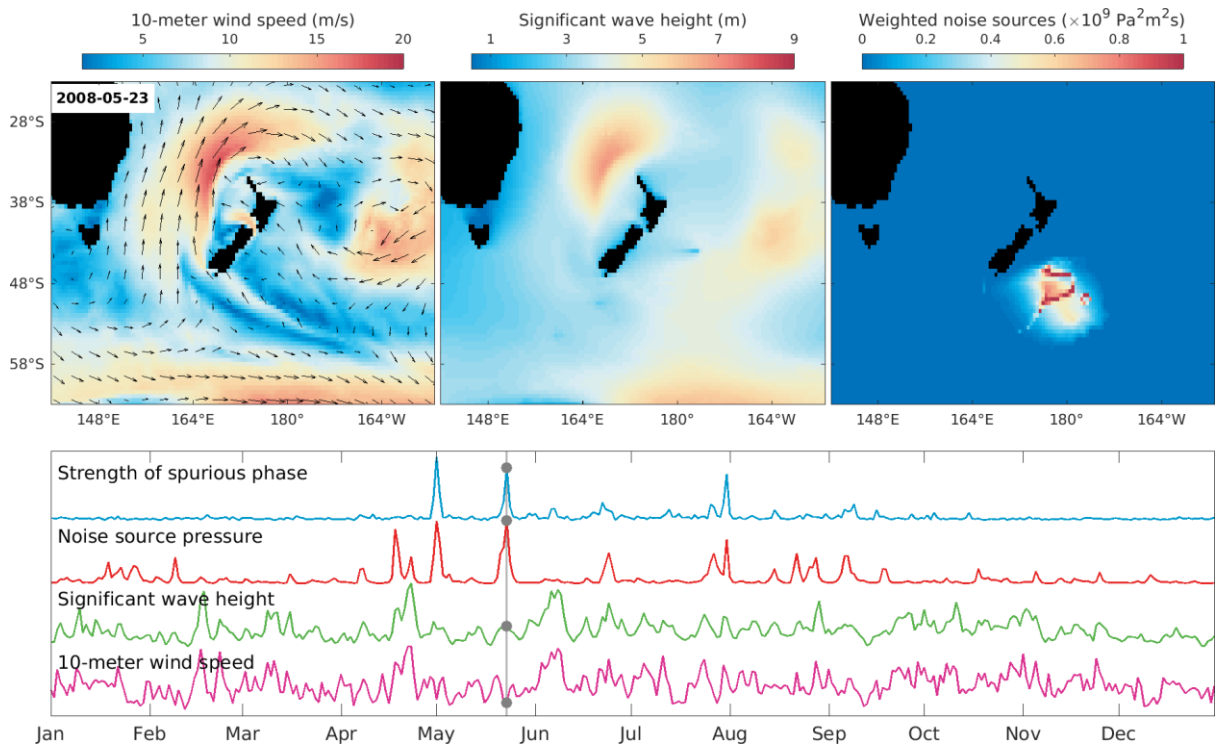 10-meter wind speed (m/s)
5 10 15 20
Significant wave height (m)
1 3 5 7 9
Weighted noise sources (×10⁹ Pa²m²s)
0 0.2 0.4 0.6 0.8 1
2008-05-23
28°S
38°S
48°S
58°S
148°E 164°E 180° 164°W
148°E 164°E 180° 164°W
148°E 164°E 180° 164°W
Strength of spurious phase
Noise source pressure
Significant wave height
10-meter wind speed
Jan Feb Mar Apr May Jun Jul Aug Sep Oct Nov Dec